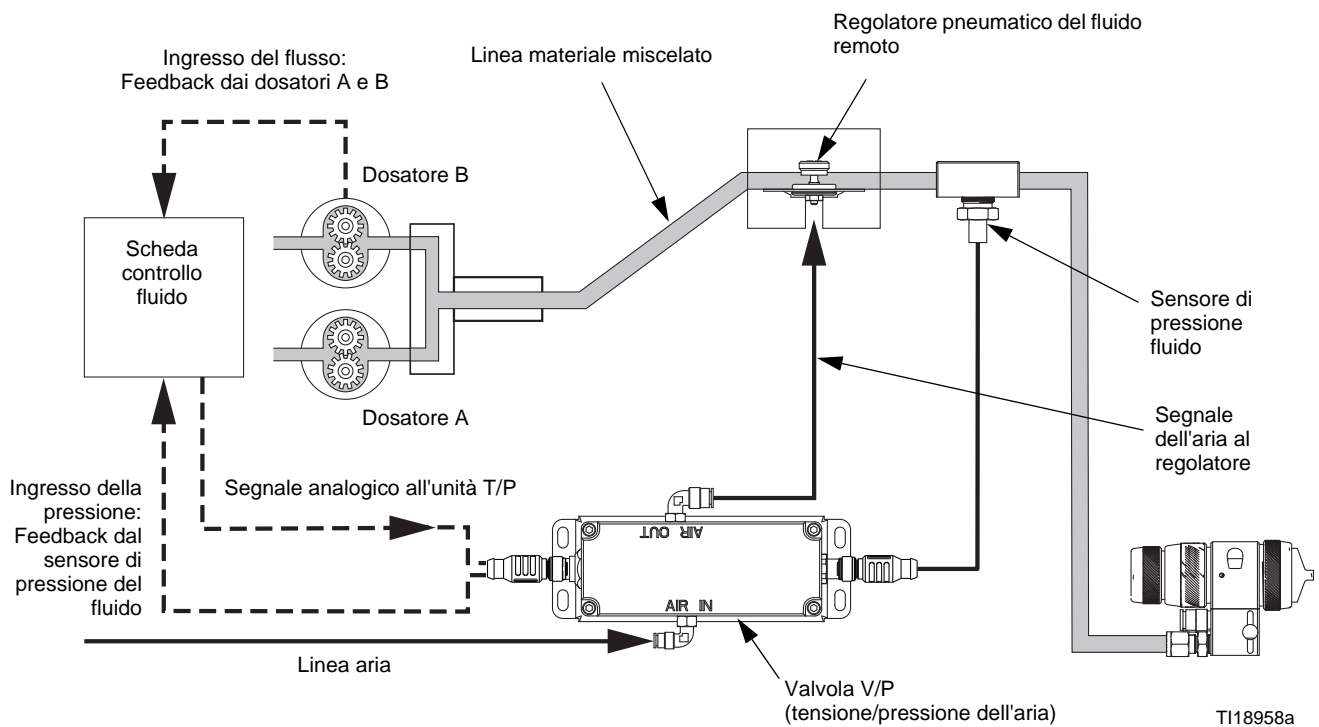 Regolatore pneumatico del fluido
remoto
Ingresso del flusso:
Feedback dai dosatori A e B
Linea materiale miscelato
Dosatore B
Scheda
controllo
fluido
Sensore di
pressione
fluido
Dosatore A
Segnale
dell'aria al
regolatore
Ingresso della
pressione:
Feedback dal
sensore di
pressione del
fluido
Segnale analogico all'unità T/P
AIR OUT
AIR IN
Linea aria
Valvola V/P
(tensione/pressione dell'aria)
TI18958a